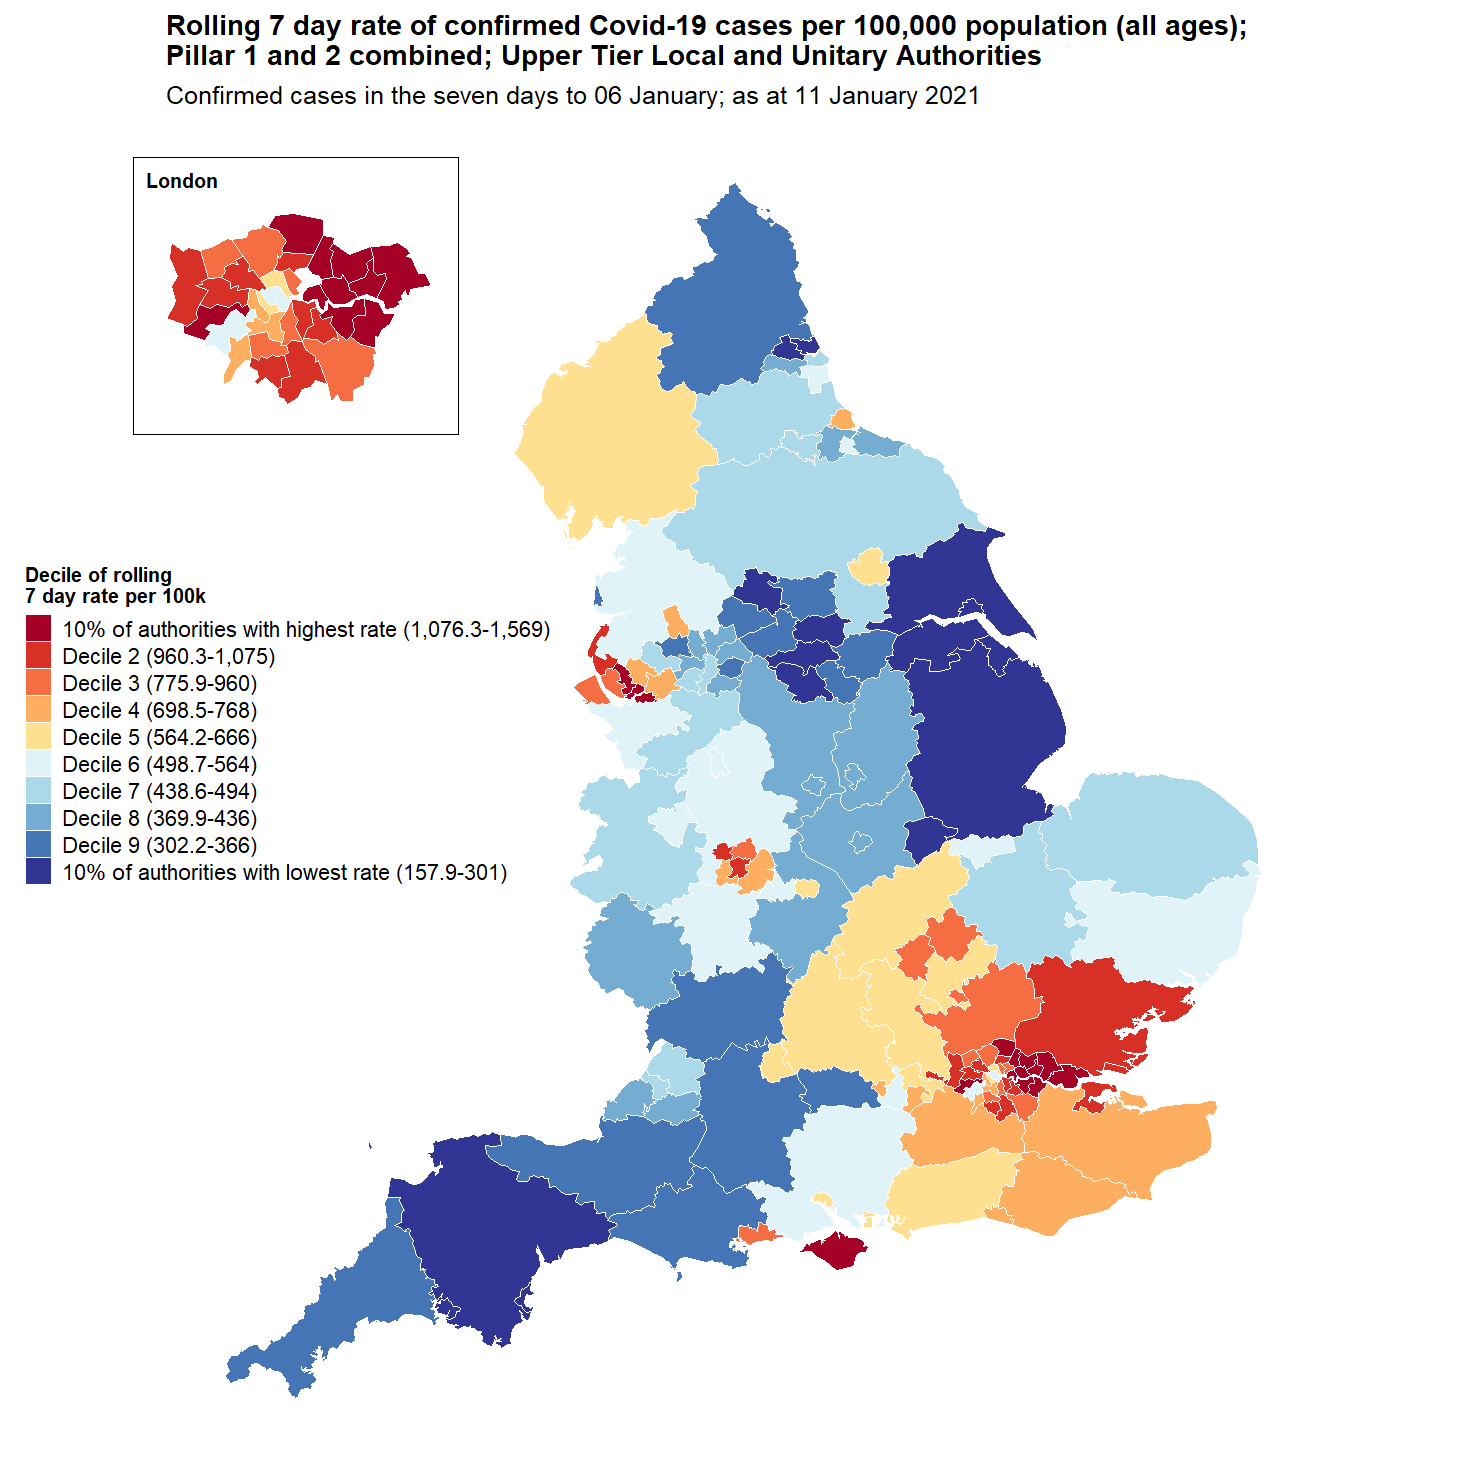 Rolling 7 day rate of confirmed Covid-19 cases per 100,000 population (all ages);
Pillar 1 and 2 combined; Upper Tier Local and Unitary Authorities
Confirmed cases in the seven days to 06 January; as at 11 January 2021
London
Decile of rolling
7 day rate per 100k
10% of authorities with highest rate (1,076.3-1,569)
Decile 2 (960.3-1,075)
Decile 3 (775.9-960)
Decile 4 (698.5-768)
Decile 5 (564.2-666)
Decile 6 (498.7-564)
Decile 7 (438.6-494)
Decile 8 (369.9-436)
Decile 9 (302.2-366)
10% of authorities with lowest rate (157.9-301)